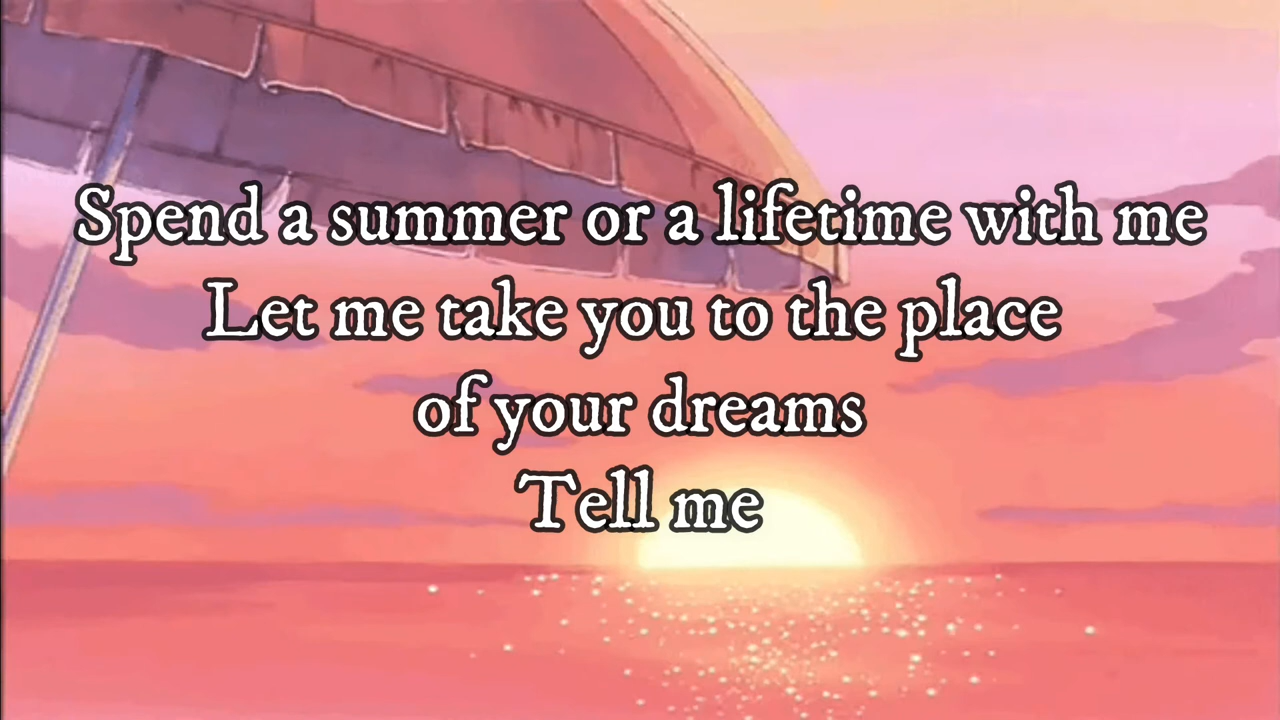 Spend a summer or a lifetime with me
Let me take you to the place
of your dreams
Tell me